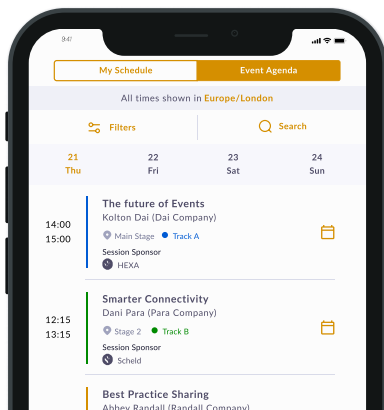 9:41
My Schedule Event Agenda
All times shown in Europe/London
Filters Search
21 22 23 24
Thu Fri Sat Sun
The future of Events
14:00 Kolton Dai (Dai Company)
15:00 Main Stage Track A
Session Sponsor
HEXA
Smarter Connectivity
12:15 Dani Para (Para Company)
13:15 Stage 2 Track B
Session Sponsor
Scheld
Best Practice Sharing
Abbey Randall (Randall Company)